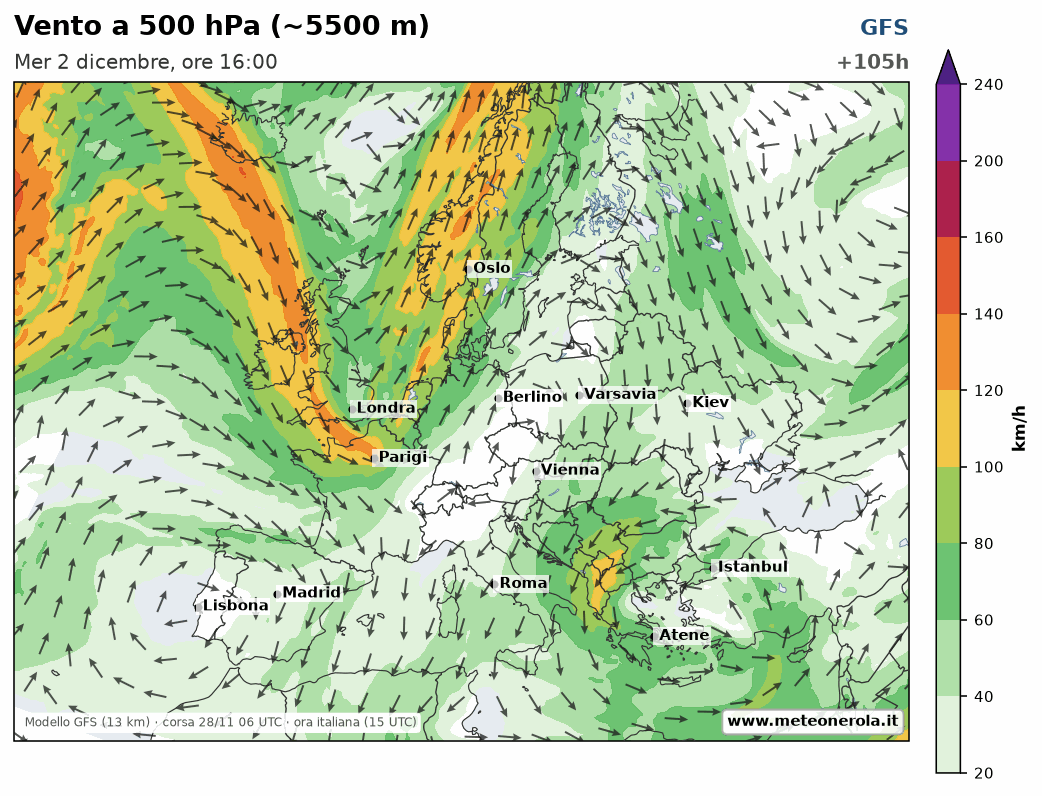 Vento a 500 hPa (~5500 m)
GFS
Mer 2 dicembre, ore 16:00
+105h
240
200
160
140
120
100
80
60
40
20
km/h
Oslo
Londra
Berlino
Varsavia
Kiev
Parigi
Vienna
Istanbul
Roma
Madrid
Lisbona
Atene
Modello GFS (13 km) · corsa 28/11 06 UTC · ora italiana (15 UTC)
www.meteonerola.it